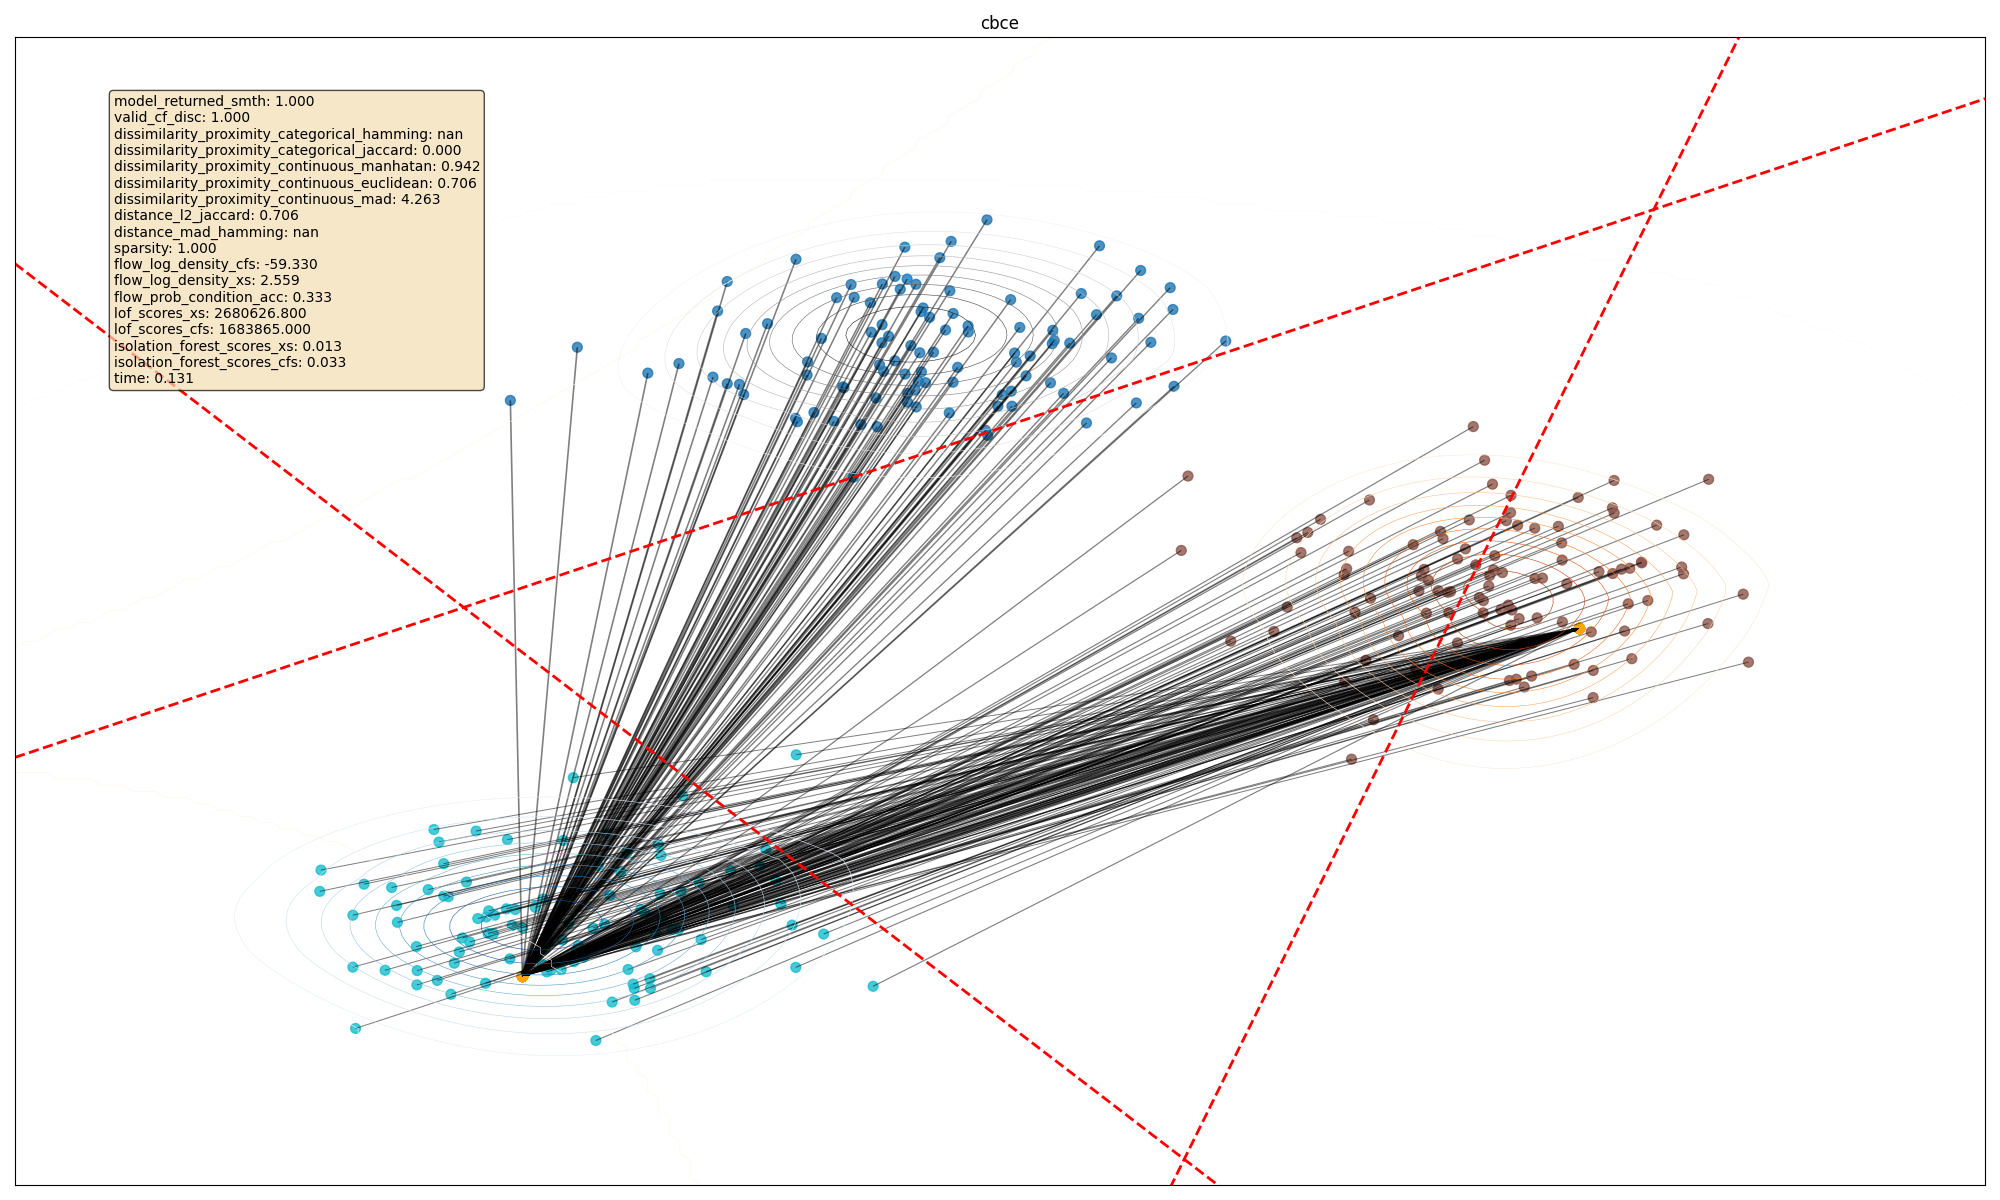 cbce
model_returned_smth: 1.000
valid_cf_disc: 1.000
dissimilarity_proximity_categorical_hamming: nan
dissimilarity_proximity_categorical_jaccard: 0.000
dissimilarity_proximity_continuous_manhatan: 0.942
dissimilarity_proximity_continuous_euclidean: 0.706
dissimilarity_proximity_continuous_mad: 4.263
distance_l2_jaccard: 0.706
distance_mad_hamming: nan
sparsity: 1.000
flow_log_density_cfs: -59.330
flow_log_density_xs: 2.559
flow_prob_condition_acc: 0.333
lof_scores_xs: 2680626.800
lof_scores_cfs: 1683865.000
isolation_forest_scores_xs: 0.013
isolation_forest_scores_cfs: 0.033
time: 0.131